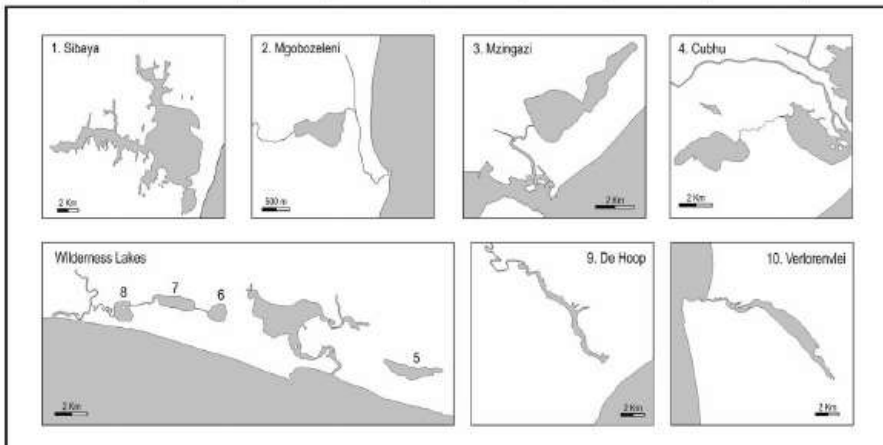 1. Sibaya
2 Km
2. Mgobozeleni
500 m
3. Mzingazi
2 Km
4. Cubhu
2 Km
Wilderness Lakes
8
7
6
5
2 Km
9. De Hoop
2 Km
10. Verlorenvlei
2 Km